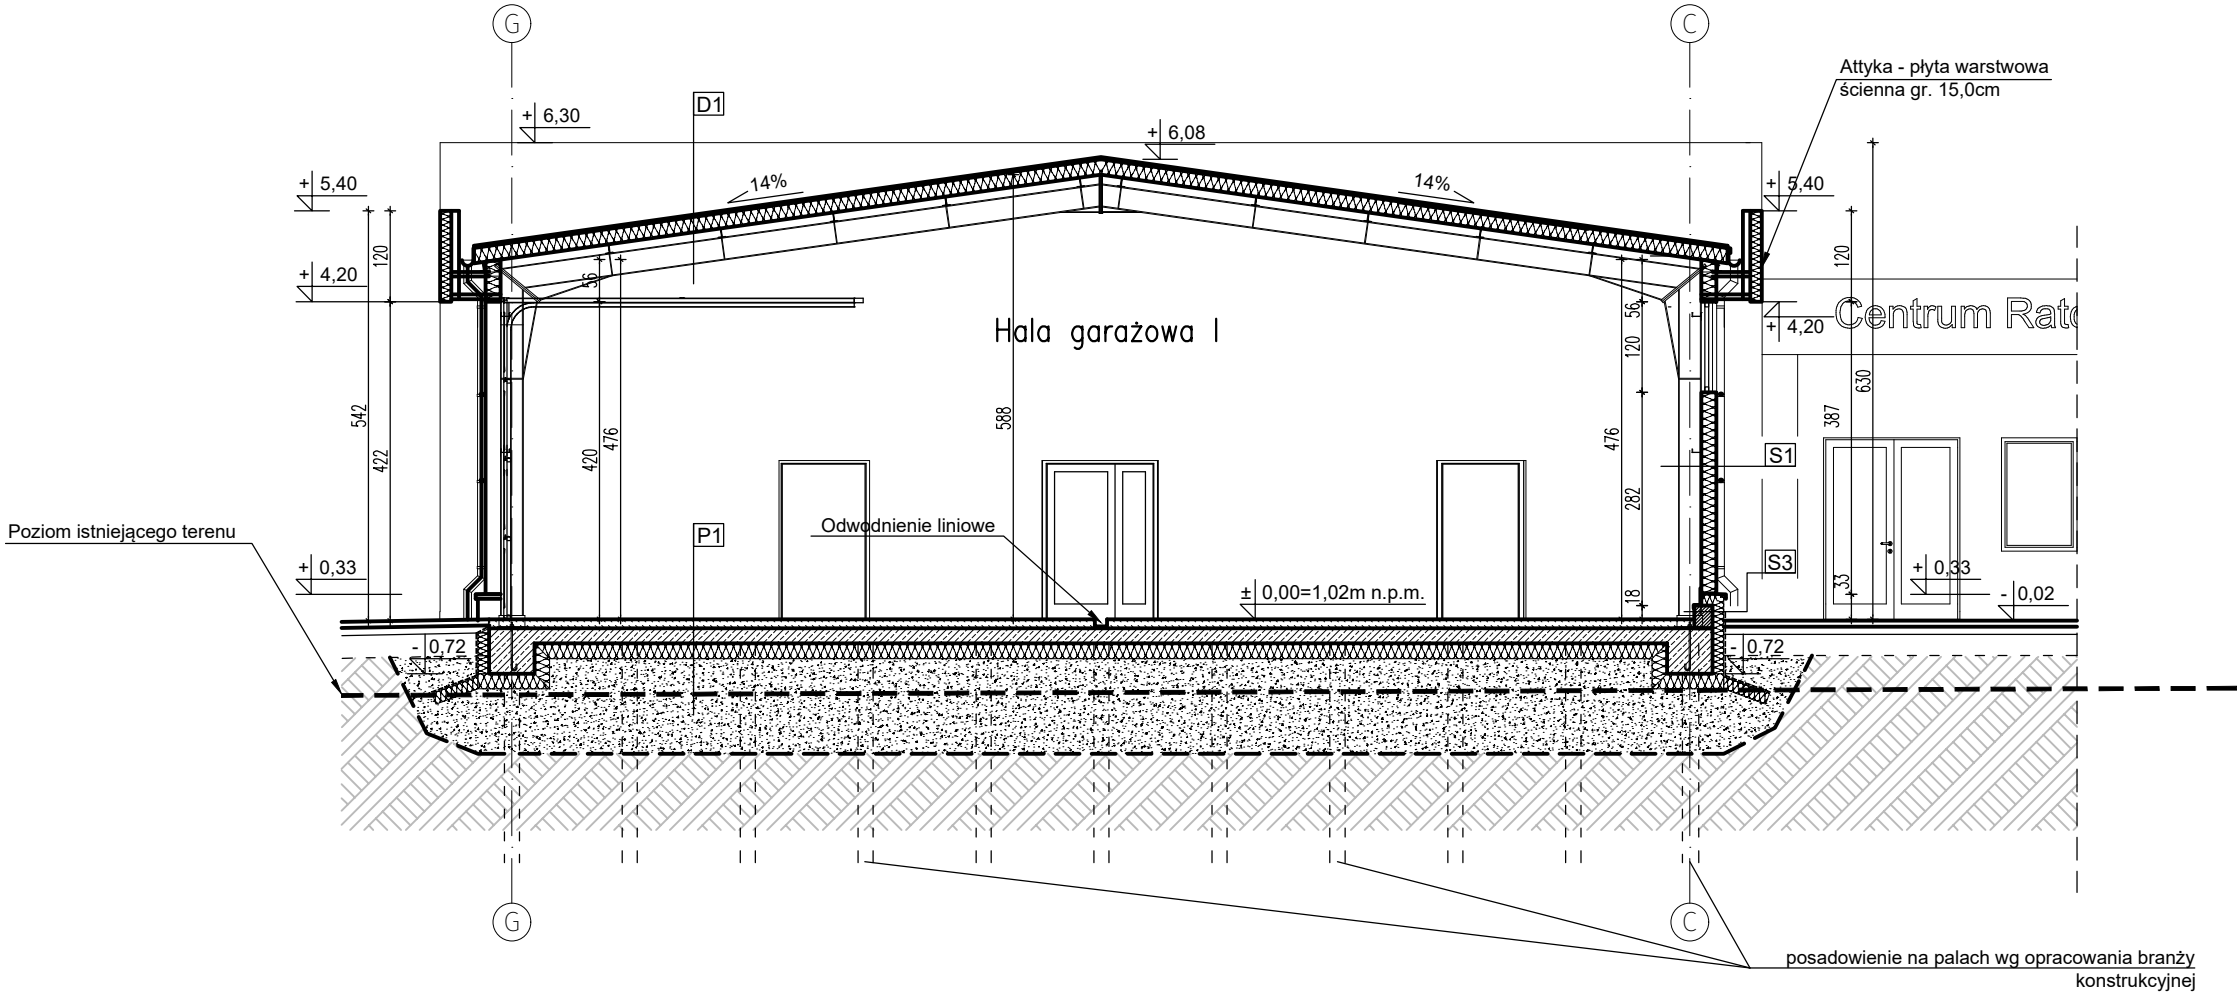 G
C
Attyka - płyta warstwowa
ścienna gr. 15,0cm
D1
+ 6,30
+ 6,08
14%
14%
+ 5,40
+ 5,40
120
56
+ 4,20
120
56
+ 4,20
Centrum Rat
Hala garażowa I
120
630
542
422
420
476
588
476
387
282
S1
Poziom istniejącego terenu
P1
Odwodnienie liniowe
+ 0,33
S3
+ 0,33
33
18
± 0,00=1,02m n.p.m.
- 0,02
- 0,72
- 0,72
G
C
posadowienie na palach wg opracowania branży
konstrukcyjnej